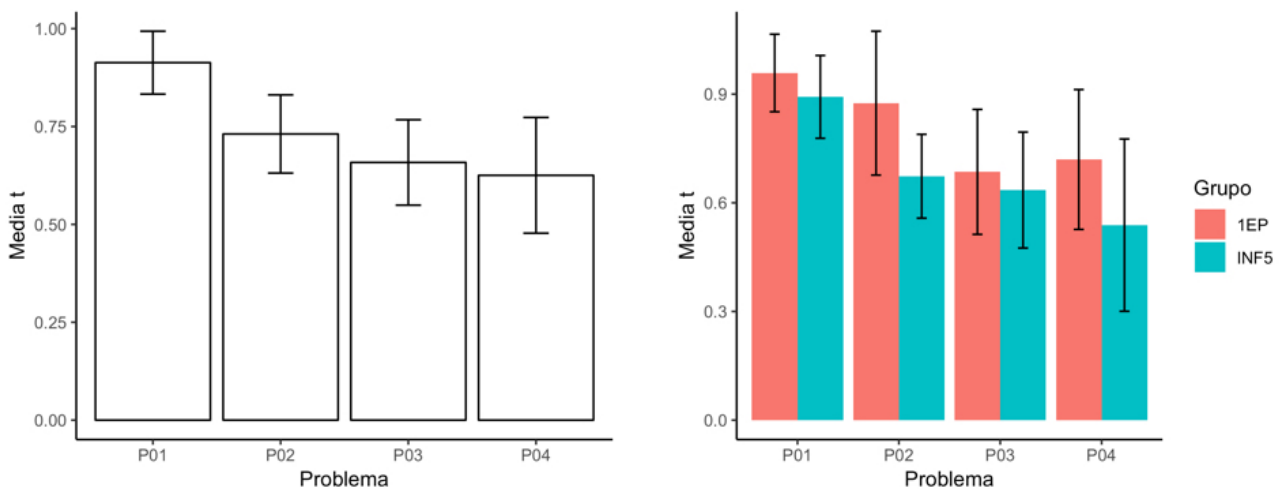 1.00
0.75
0.50
0.25
0.00
Media t
P01 P02 P03 P04
Problema
0.9
0.6
0.3
0.0
Media t
P01 P02 P03 P04
Problema
Grupo
1EP
INF5